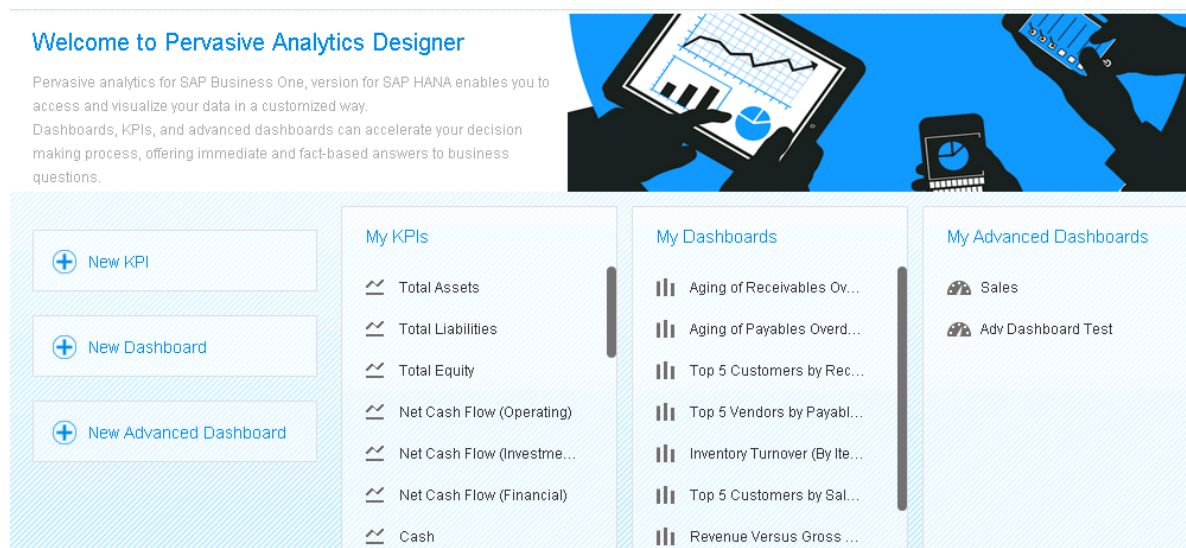 Welcome to Pervasive Analytics Designer
Pervasive analytics for SAP Business One, version for SAP HANA enables you to
access and visualize your data in a customized way.
Dashboards, KPIs, and advanced dashboards can accelerate your decision
making process, offering immediate and fact-based answers to business
questions.
New KPI
New Dashboard
New Advanced Dashboard
My KPIs
Total Assets
Total Liabilities
Total Equity
Net Cash Flow (Operating)
Net Cash Flow (Investme...
Net Cash Flow (Financial)
Cash
My Dashboards
Aging of Receivables Ov...
Aging of Payables Overd...
Top 5 Customers by Rec...
Top 5 Vendors by Payabl...
Inventory Turnover (By Ite...
Top 5 Customers by Sal...
Revenue Versus Gross ...
My Advanced Dashboards
Sales
Adv Dashboard Test